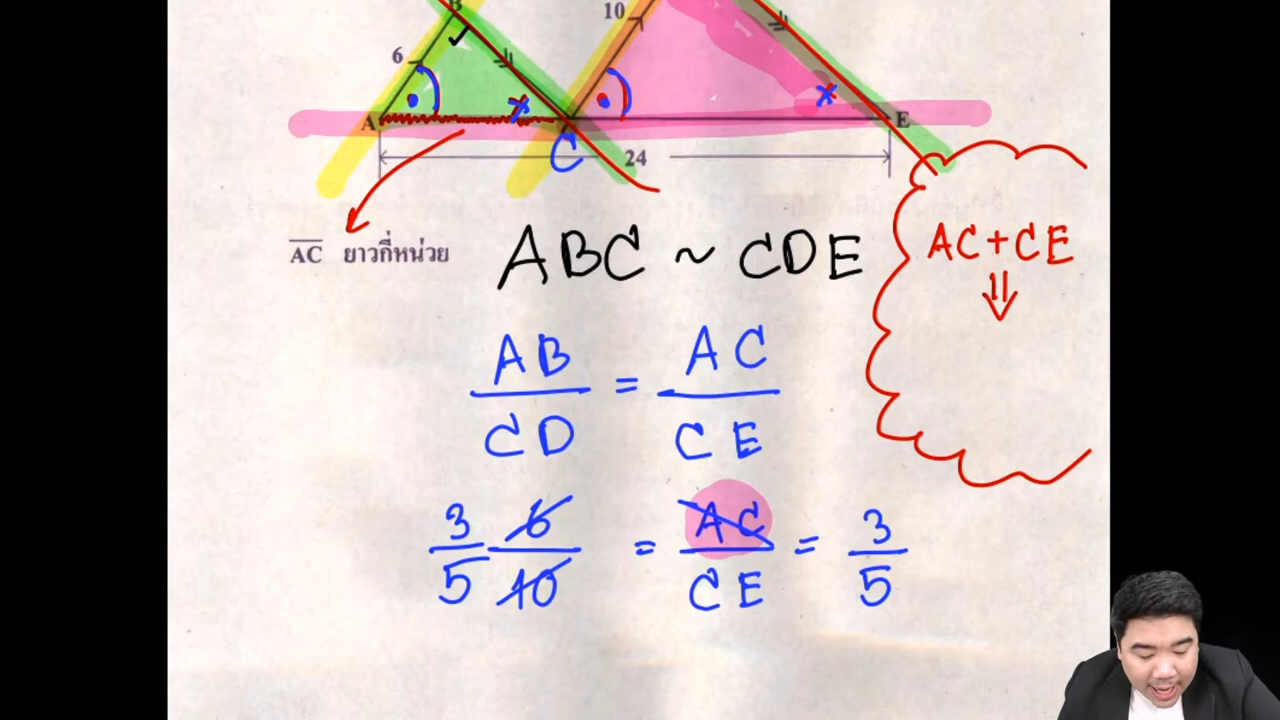 B
10
6
A
E
C
24
AC ยาวกี่หน่วย
ABC ~ CDE
AC + CE
AB = AC
CD CE
3 6 = AC = 3
5 10 CE 5